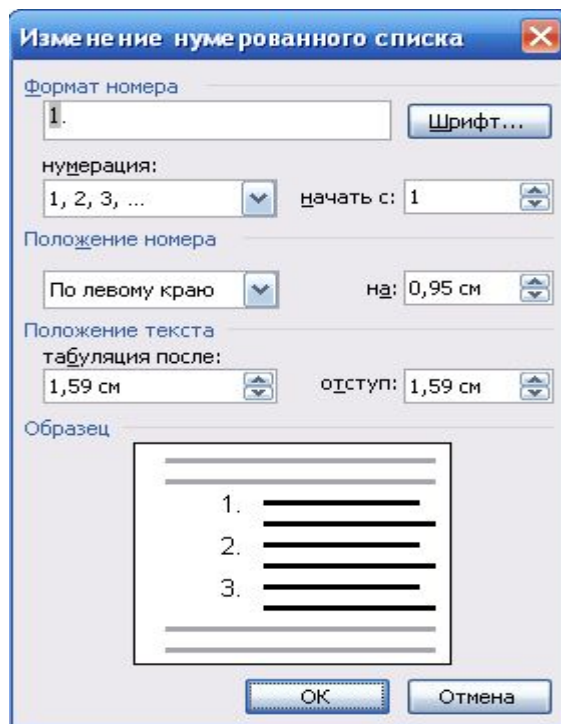 Изменение нумерованного списка
Формат номера
1.
Шрифт...
нумерация:
1, 2, 3, ...
начать с: 1
Положение номера
По левому краю
на: 0,95 см
Положение текста
табуляция после:
1,59 см
отступ: 1,59 см
Образец
1.
2.
3.
ОК
Отмена